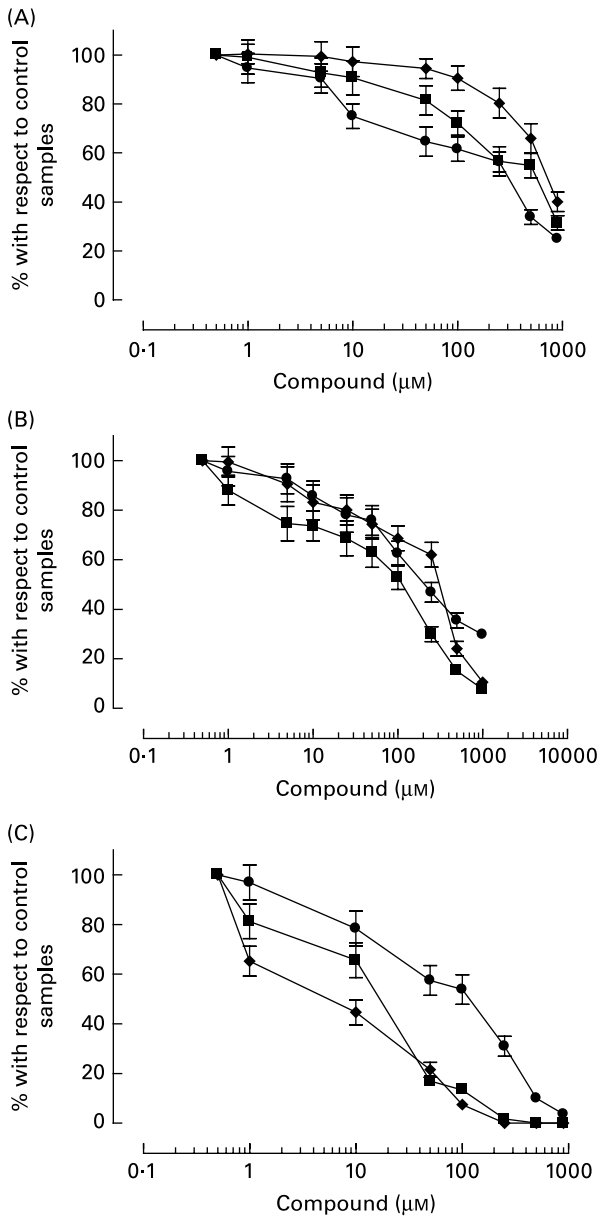 (A)
100
80
60
40
20
0
% with respect to control
samples
0·1 1 10 100 1000
Compound (μM)
(B)
100
80
60
40
20
0
% with respect to control
samples
0·1 1 10 100 1000 10000
Compound (μM)
(C)
100
80
60
40
20
0
% with respect to control
samples
0·1 1 10 100 1000
Compound (μM)